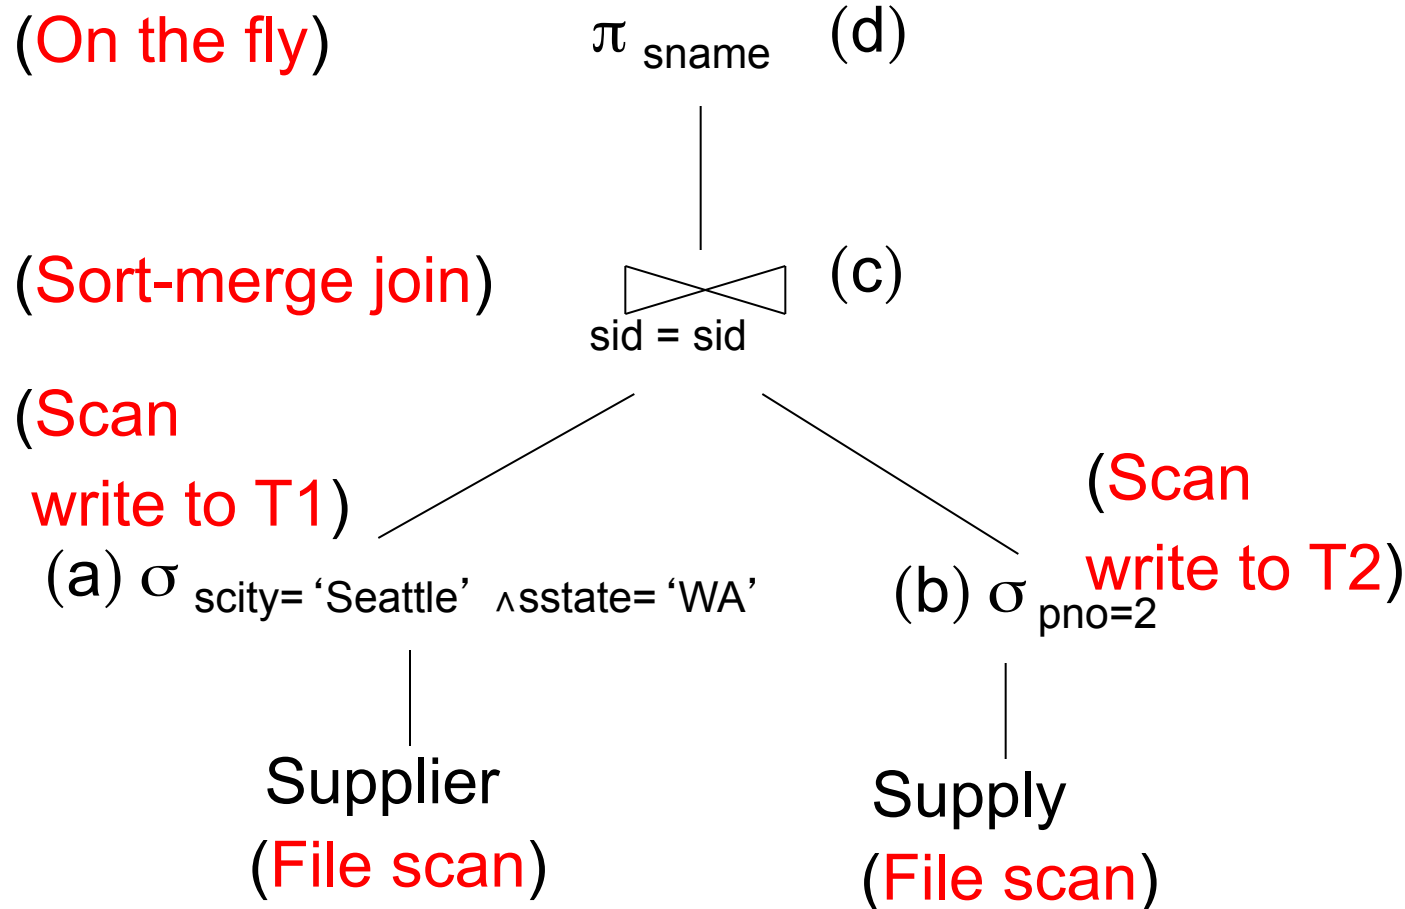 (On the fly) π sname (d)
(Sort-merge join) (c)
sid = sid
(Scan
write to T1)
(Scan
write to T2)
(a) σ scity= ‘Seattle’ ∧sstate= ‘WA’
(b) σ pno=2
Supplier
(File scan)
Supply
(File scan)